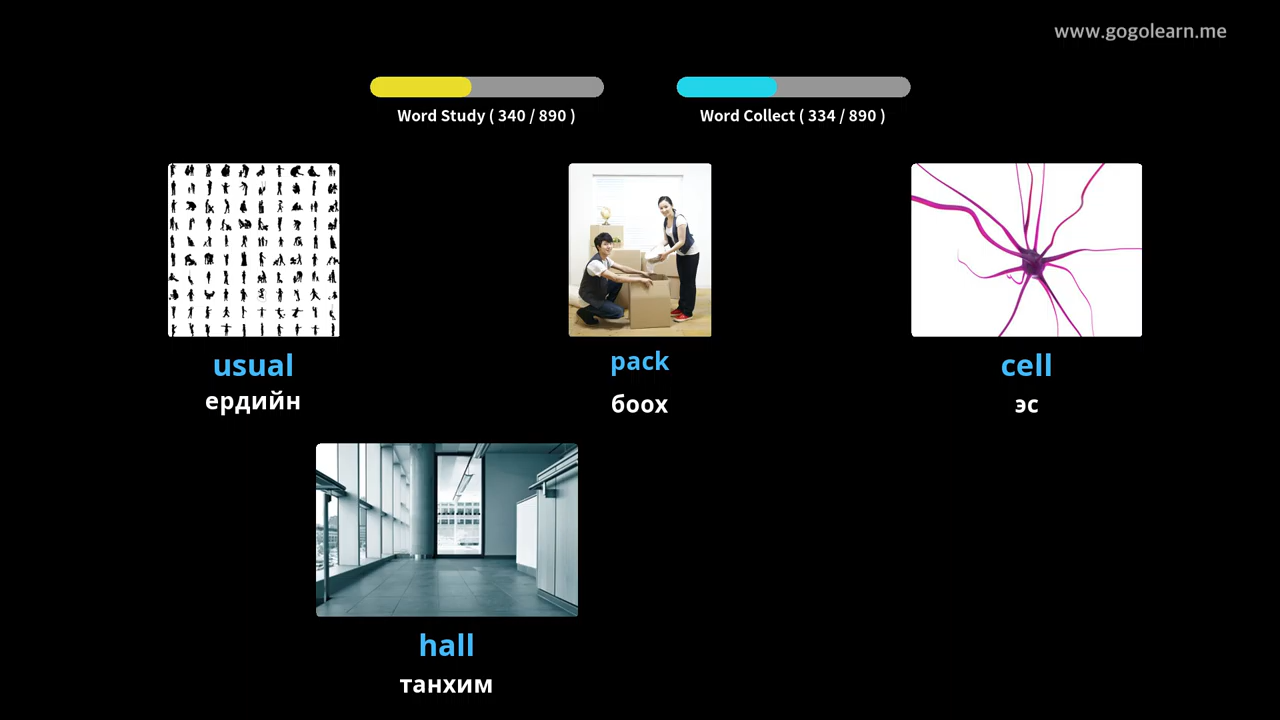 www.gogolearn.me
Word Study ( 340 / 890 )
Word Collect ( 334 / 890 )
usual
ердийн
pack
боох
cell
эс
hall
танхим